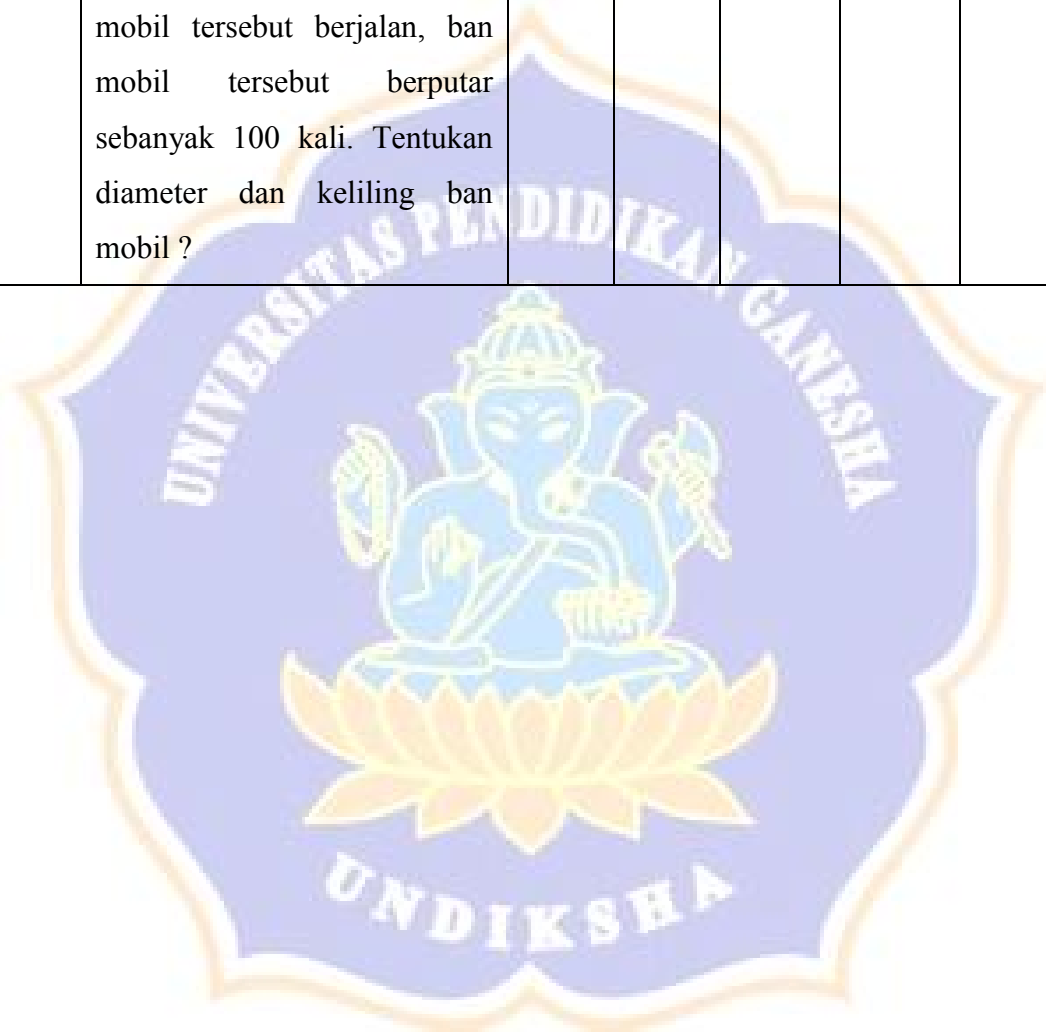 mobil tersebut berjalan, ban
mobil tersebut berputar
sebanyak 100 kali. Tentukan
diameter dan keliling ban
mobil ?
UNIVERSITAS PENDIDIKAN GANESHA
UNDIKSHA